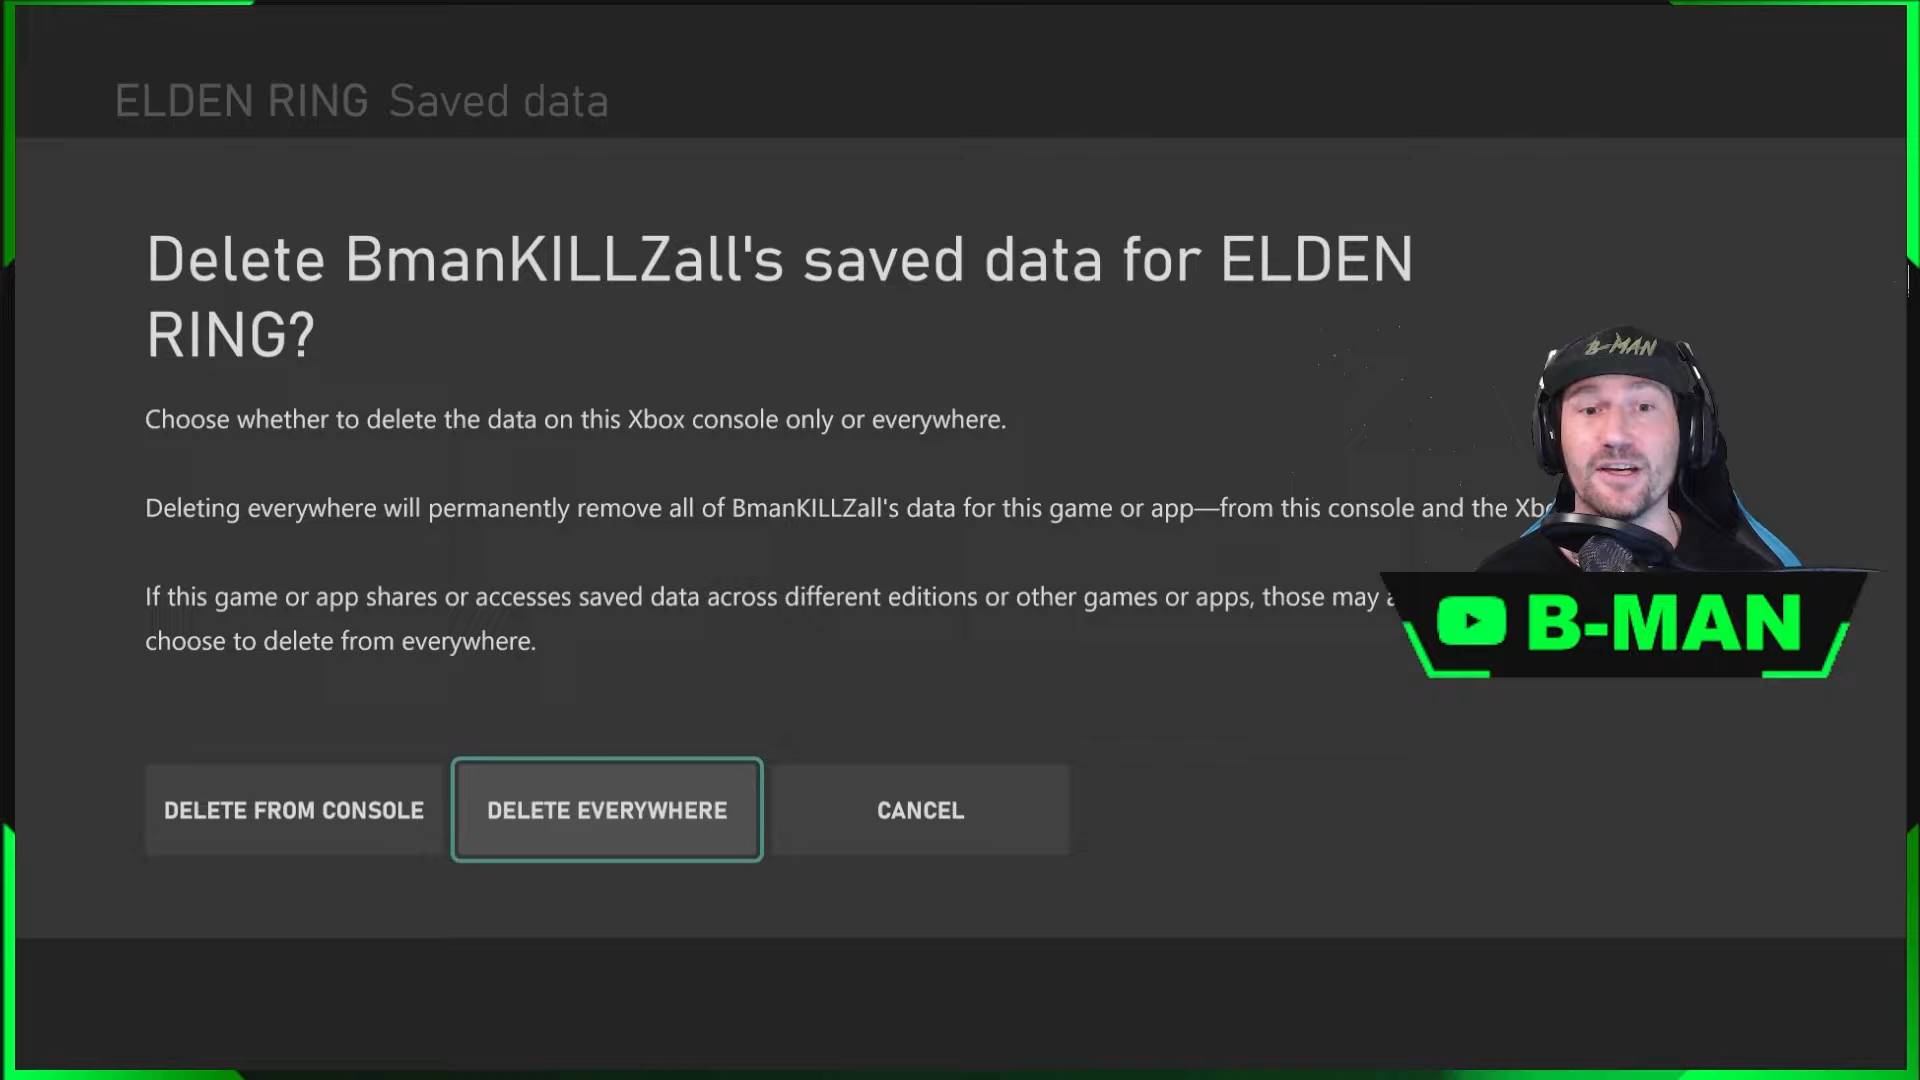 ELDEN RING Saved data
Delete BmanKILLZall's saved data for ELDEN
RING?
Choose whether to delete the data on this Xbox console only or everywhere.
Deleting everywhere will permanently remove all of BmanKILLZall's data for this game or app—from this console and the
If this game or app shares or accesses saved data across different editions or other games or apps, those may
choose to delete from everywhere.
B-MAN
B-MAN
DELETE FROM CONSOLE
DELETE EVERYWHERE
CANCEL